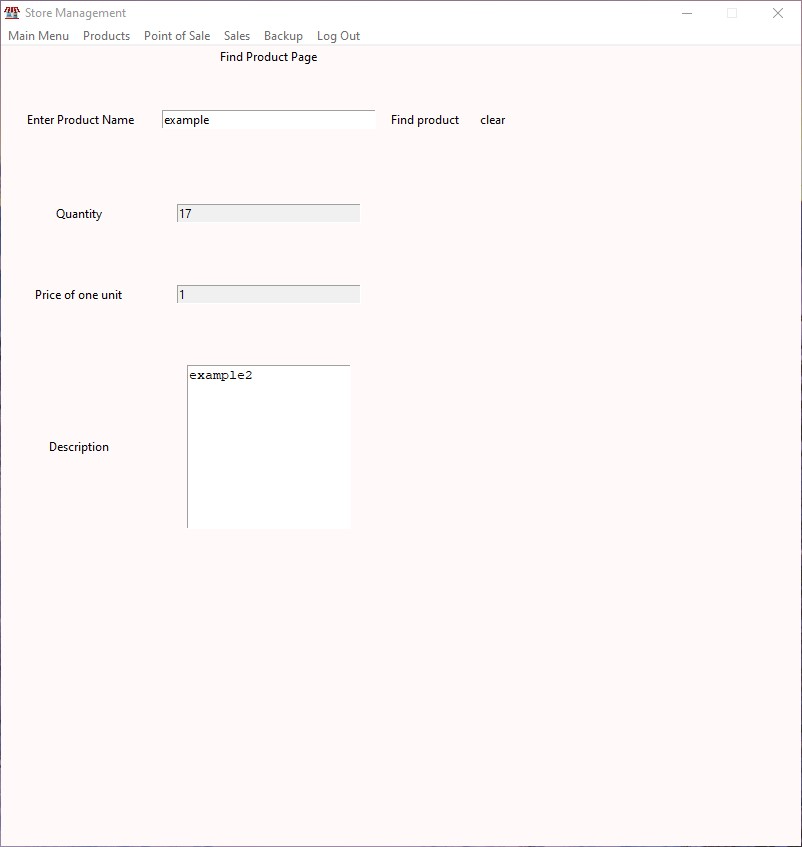 Store Management
Main Menu Products Point of Sale Sales Backup Log Out
Find Product Page
Enter Product Name example Find product clear
Quantity 17
Price of one unit 1
example2
Description